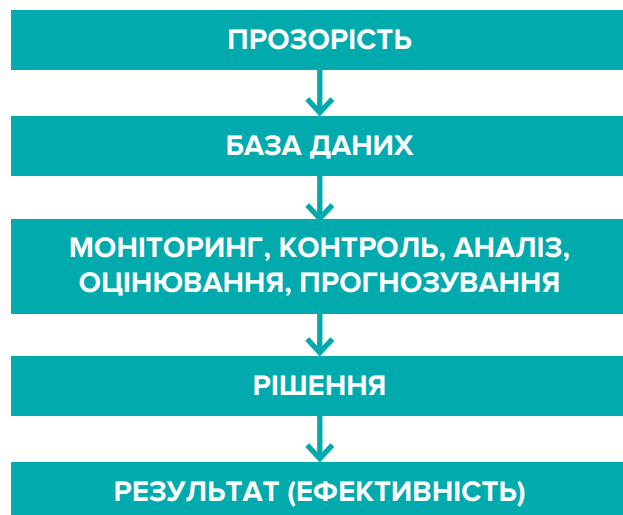 ПРОЗОРІСТЬ
БАЗА ДАНИХ
МОНІТОРИНГ, КОНТРОЛЬ, АНАЛІЗ,
ОЦІНЮВАННЯ, ПРОГНОЗУВАННЯ
РІШЕННЯ
РЕЗУЛЬТАТ (ЕФЕКТИВНІСТЬ)